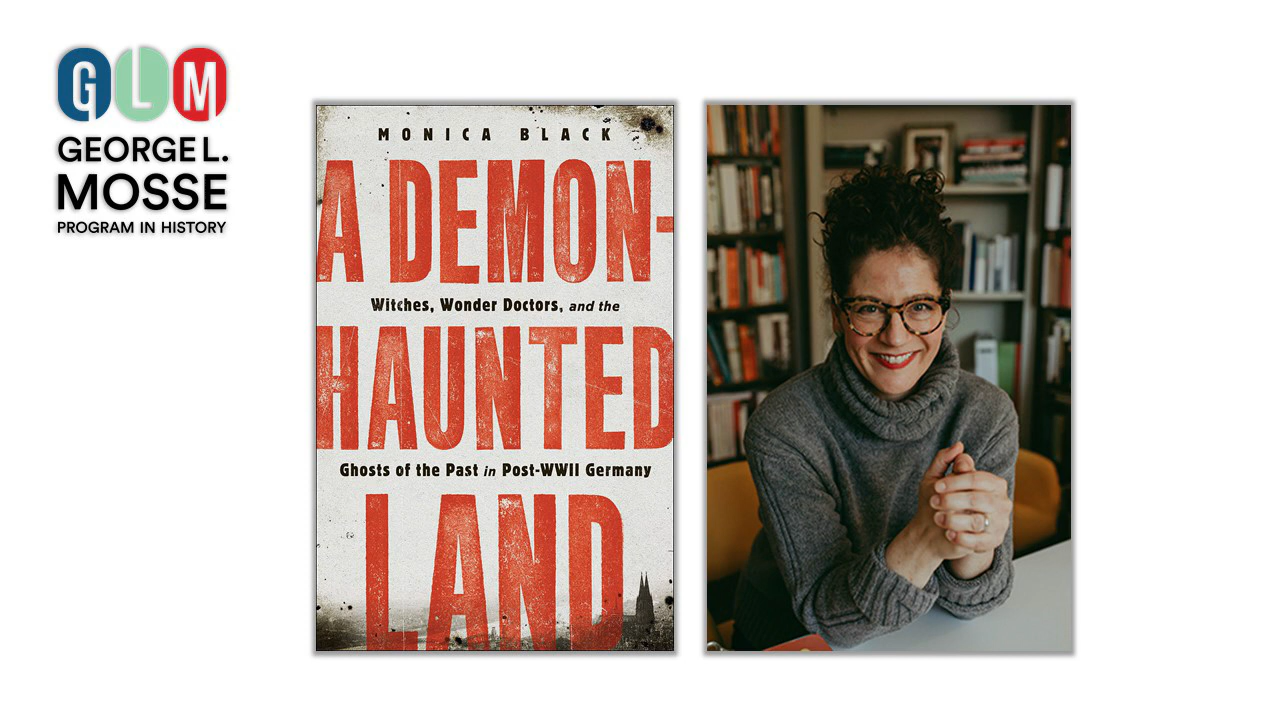 GLM
GEORGE L.
MOSSE
PROGRAM IN HISTORY
MONICA BLACK
A DEMON-
Witches, Wonder Doctors, and the
HAUNTED
Ghosts of the Past in Post-WWII Germany
LAND